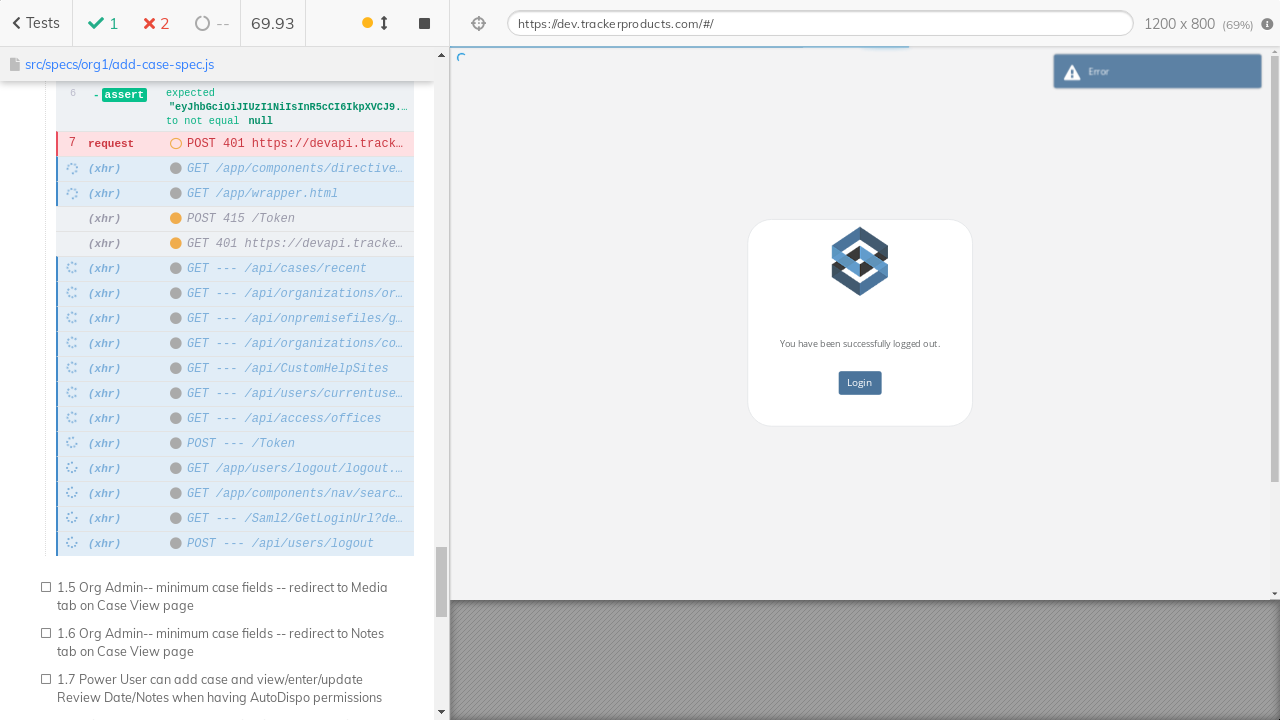 Tests
1
2
--
69.93
https://dev.trackerproducts.com/#/
1200 x 800 (69%)
src/specs/org1/add-case-spec.js
6 -assert expected
"eyJhbGciOiJIUzI1NiIsInR5cCI6IkpXVCJ9.…
to not equal null
7 request POST 401 https://devapi.track…
(xhr) GET /app/components/directive…
(xhr) GET /app/wrapper.html
(xhr) POST 415 /Token
(xhr) GET 401 https://devapi.tracke…
(xhr) GET --- /api/cases/recent
(xhr) GET --- /api/organizations/or…
(xhr) GET --- /api/onpremisefiles/g…
(xhr) GET --- /api/organizations/co…
(xhr) GET --- /api/CustomHelpSites
(xhr) GET --- /api/users/currentuse…
(xhr) GET --- /api/access/offices
(xhr) POST --- /Token
(xhr) GET /app/users/logout/logout.…
(xhr) GET /app/components/nav/searc…
(xhr) GET --- /Saml2/GetLoginUrl?de…
(xhr) POST --- /api/users/logout
1.5 Org Admin-- minimum case fields -- redirect to Media
tab on Case View page
1.6 Org Admin-- minimum case fields -- redirect to Notes
tab on Case View page
1.7 Power User can add case and view/enter/update
Review Date/Notes when having AutoDispo permissions
Error
You have been successfully logged out.
Login